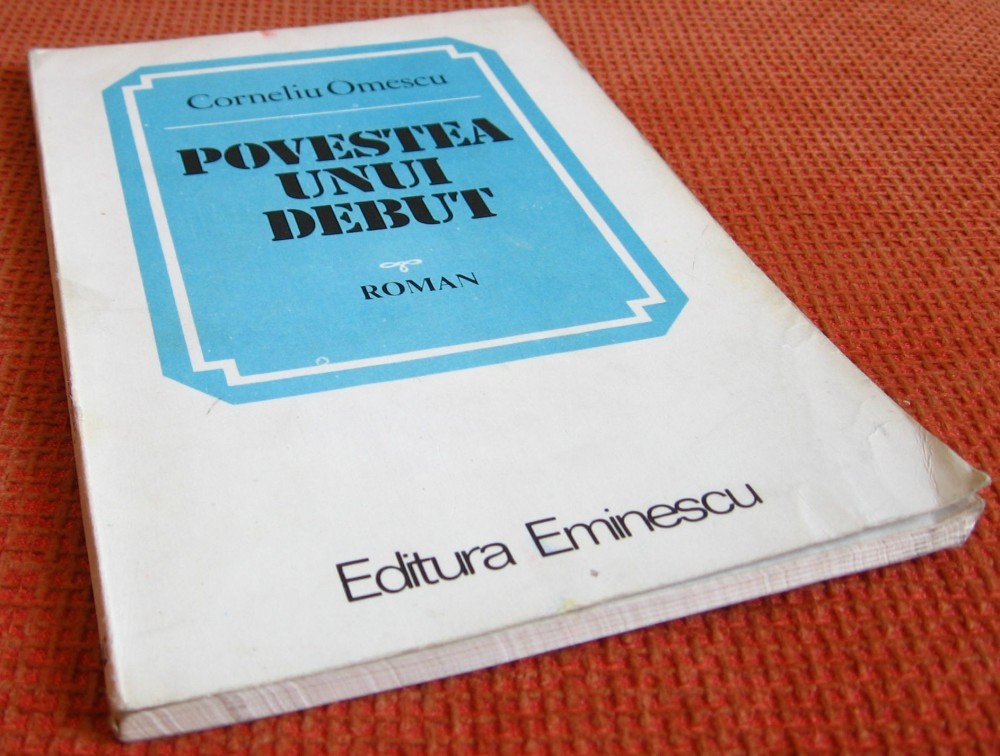 Corneliu Omescu
POVESTEA
UNUI
DEBUT
ROMAN
Editura Eminescu